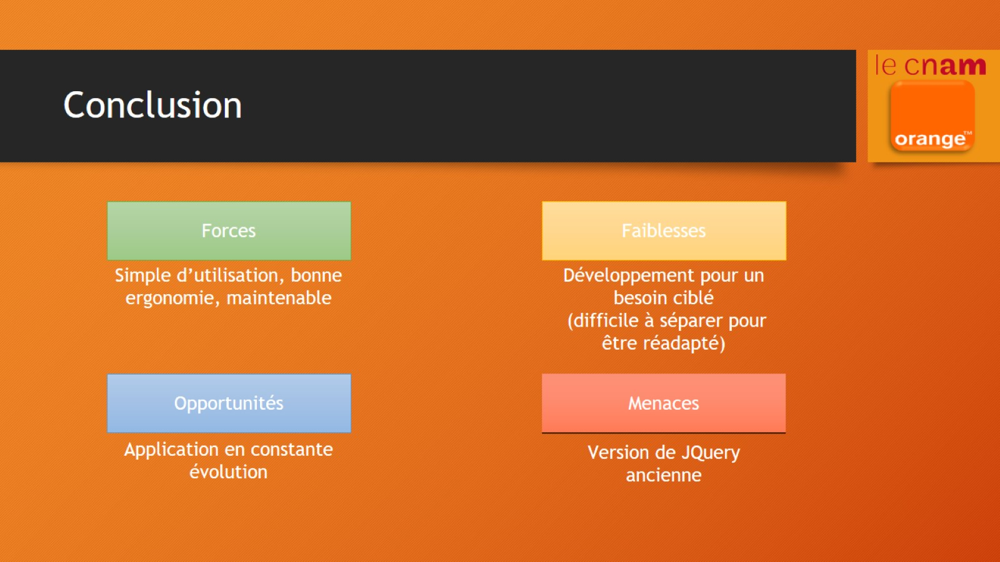 Conclusion
le cnam
orange™
Forces
Simple d’utilisation, bonne
ergonomie, maintenable
Faiblesses
Développement pour un
besoin ciblé
(difficile à séparer pour
être réadapté)
Opportunités
Application en constante
évolution
Menaces
Version de JQuery
ancienne